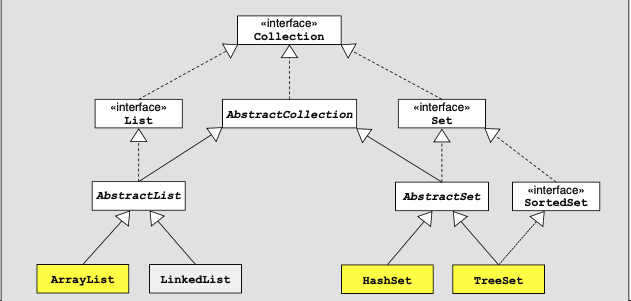 «interface»
Collection
«interface»
List
AbstractCollection
«interface»
Set
AbstractList
AbstractSet
«interface»
SortedSet
ArrayList
LinkedList
HashSet
TreeSet